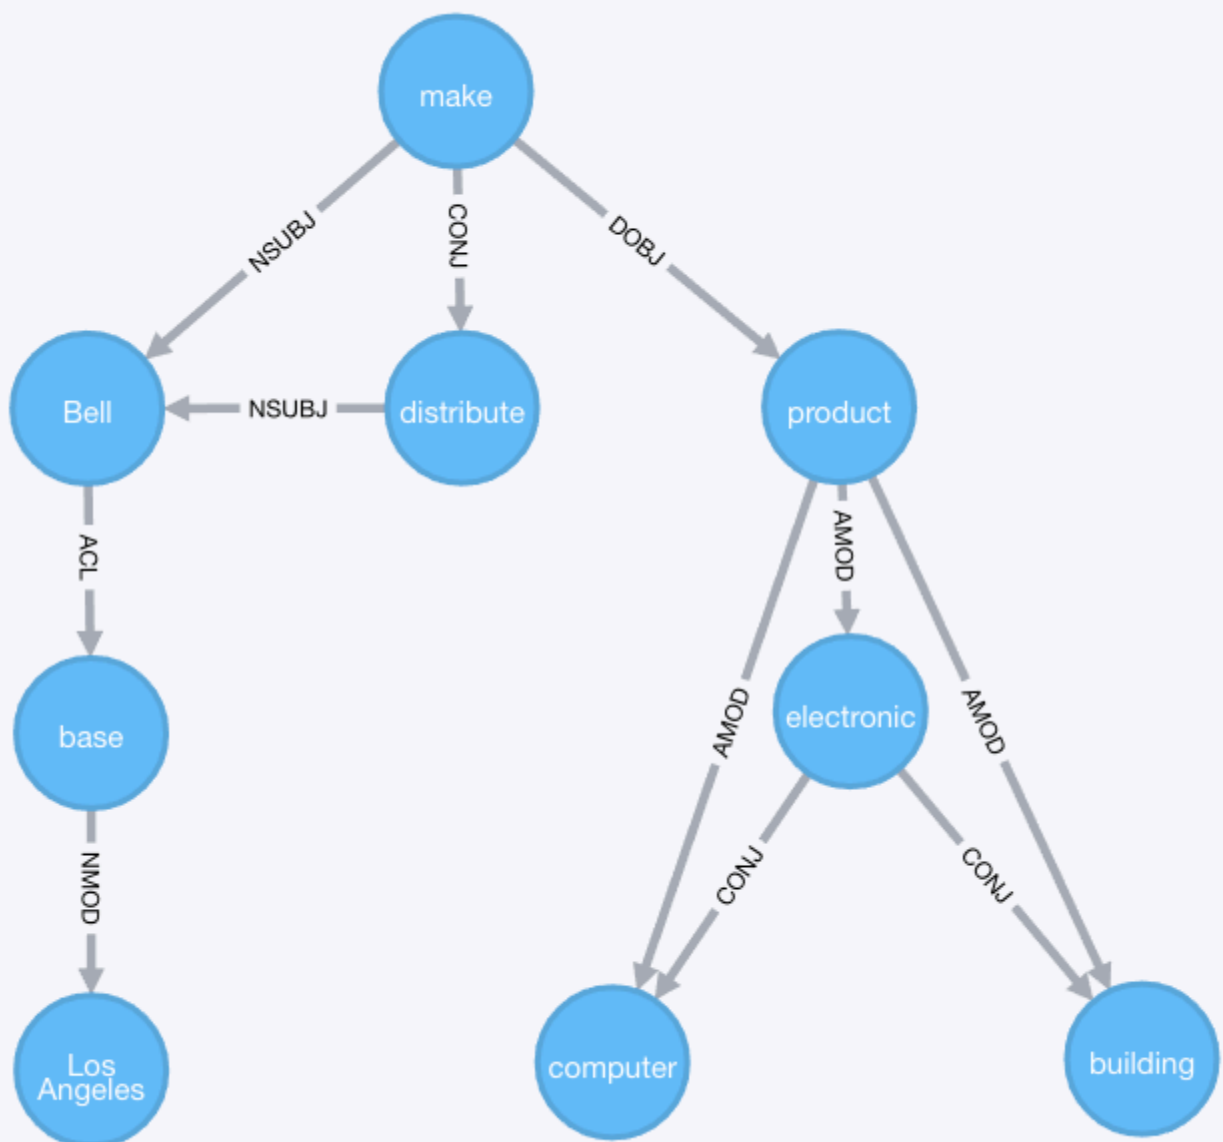 make
NSUBJ
CONJ
DOBJ
Bell
NSUBJ
distribute
product
ACL
AMOD
base
electronic
AMOD
AMOD
NMOD
CONJ
CONJ
Los
Angeles
computer
building